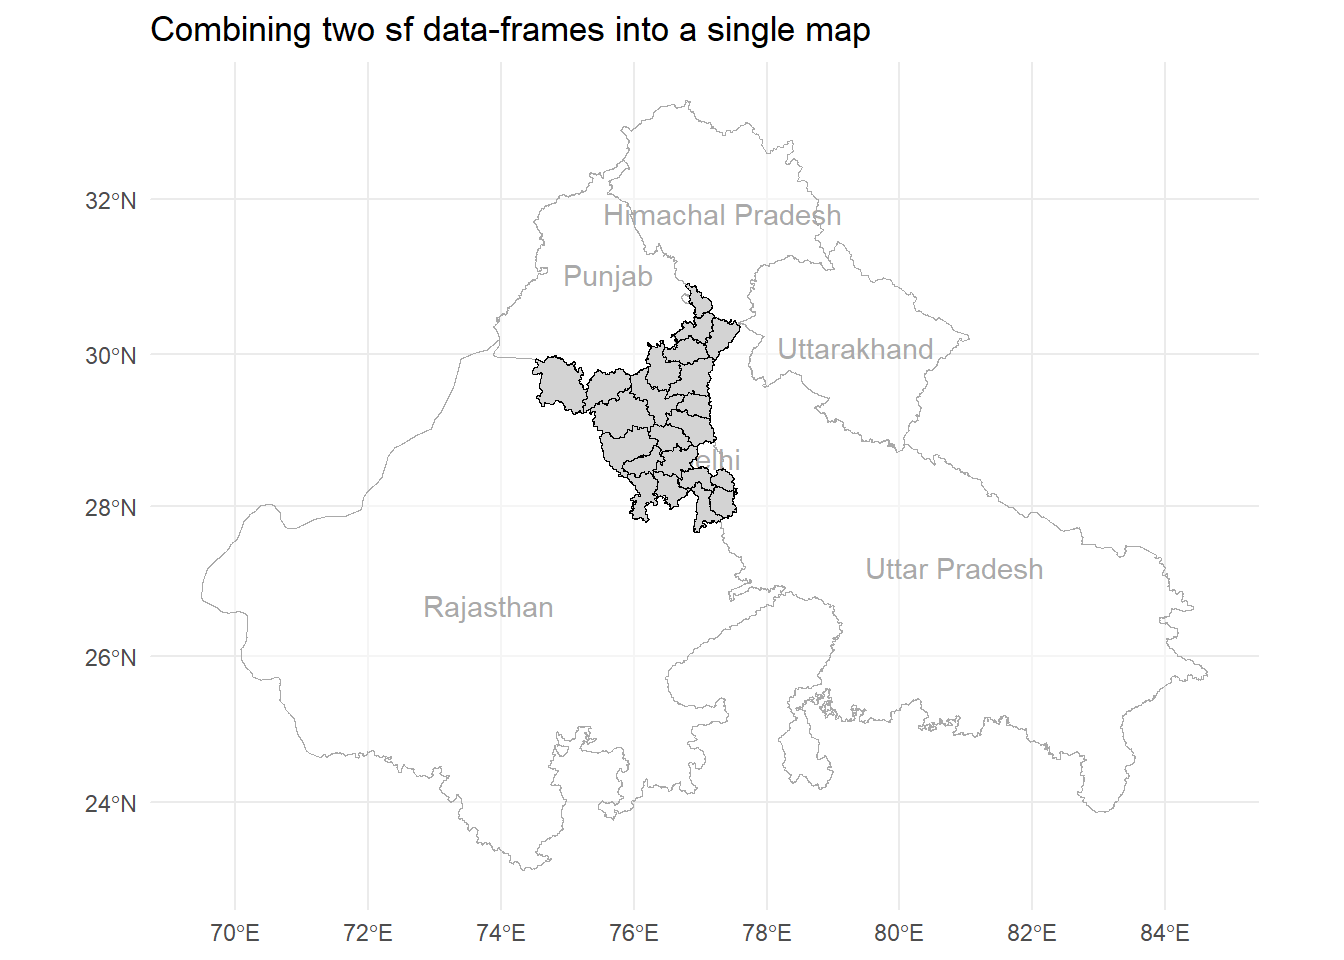 Combining two sf data-frames into a single map
32°N
30°N
28°N
26°N
24°N
Himachal Pradesh
Punjab
Uttarakhand
elhi
Uttar Pradesh
Rajasthan
70°E 72°E 74°E 76°E 78°E 80°E 82°E 84°E